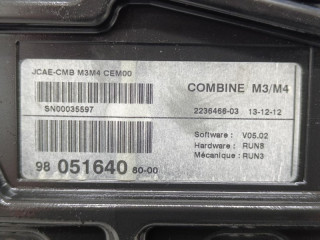 JCAE-CMB M3M4 CEM00
COMBINE M3/M4
SN00035597
2236466-03 13-12-12
Software : V05.02
Hardware : RUN8
Mécanique : RUN3
98 051640 80-00